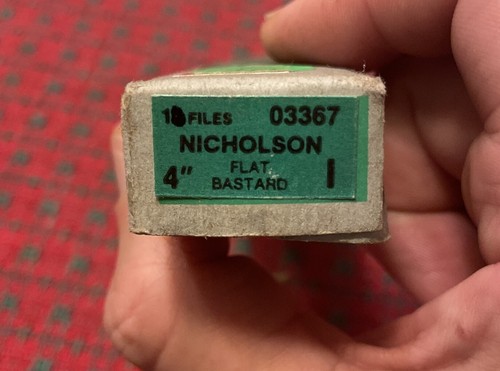 FILES 03367
NICHOLSON
4" FLAT
BASTARD